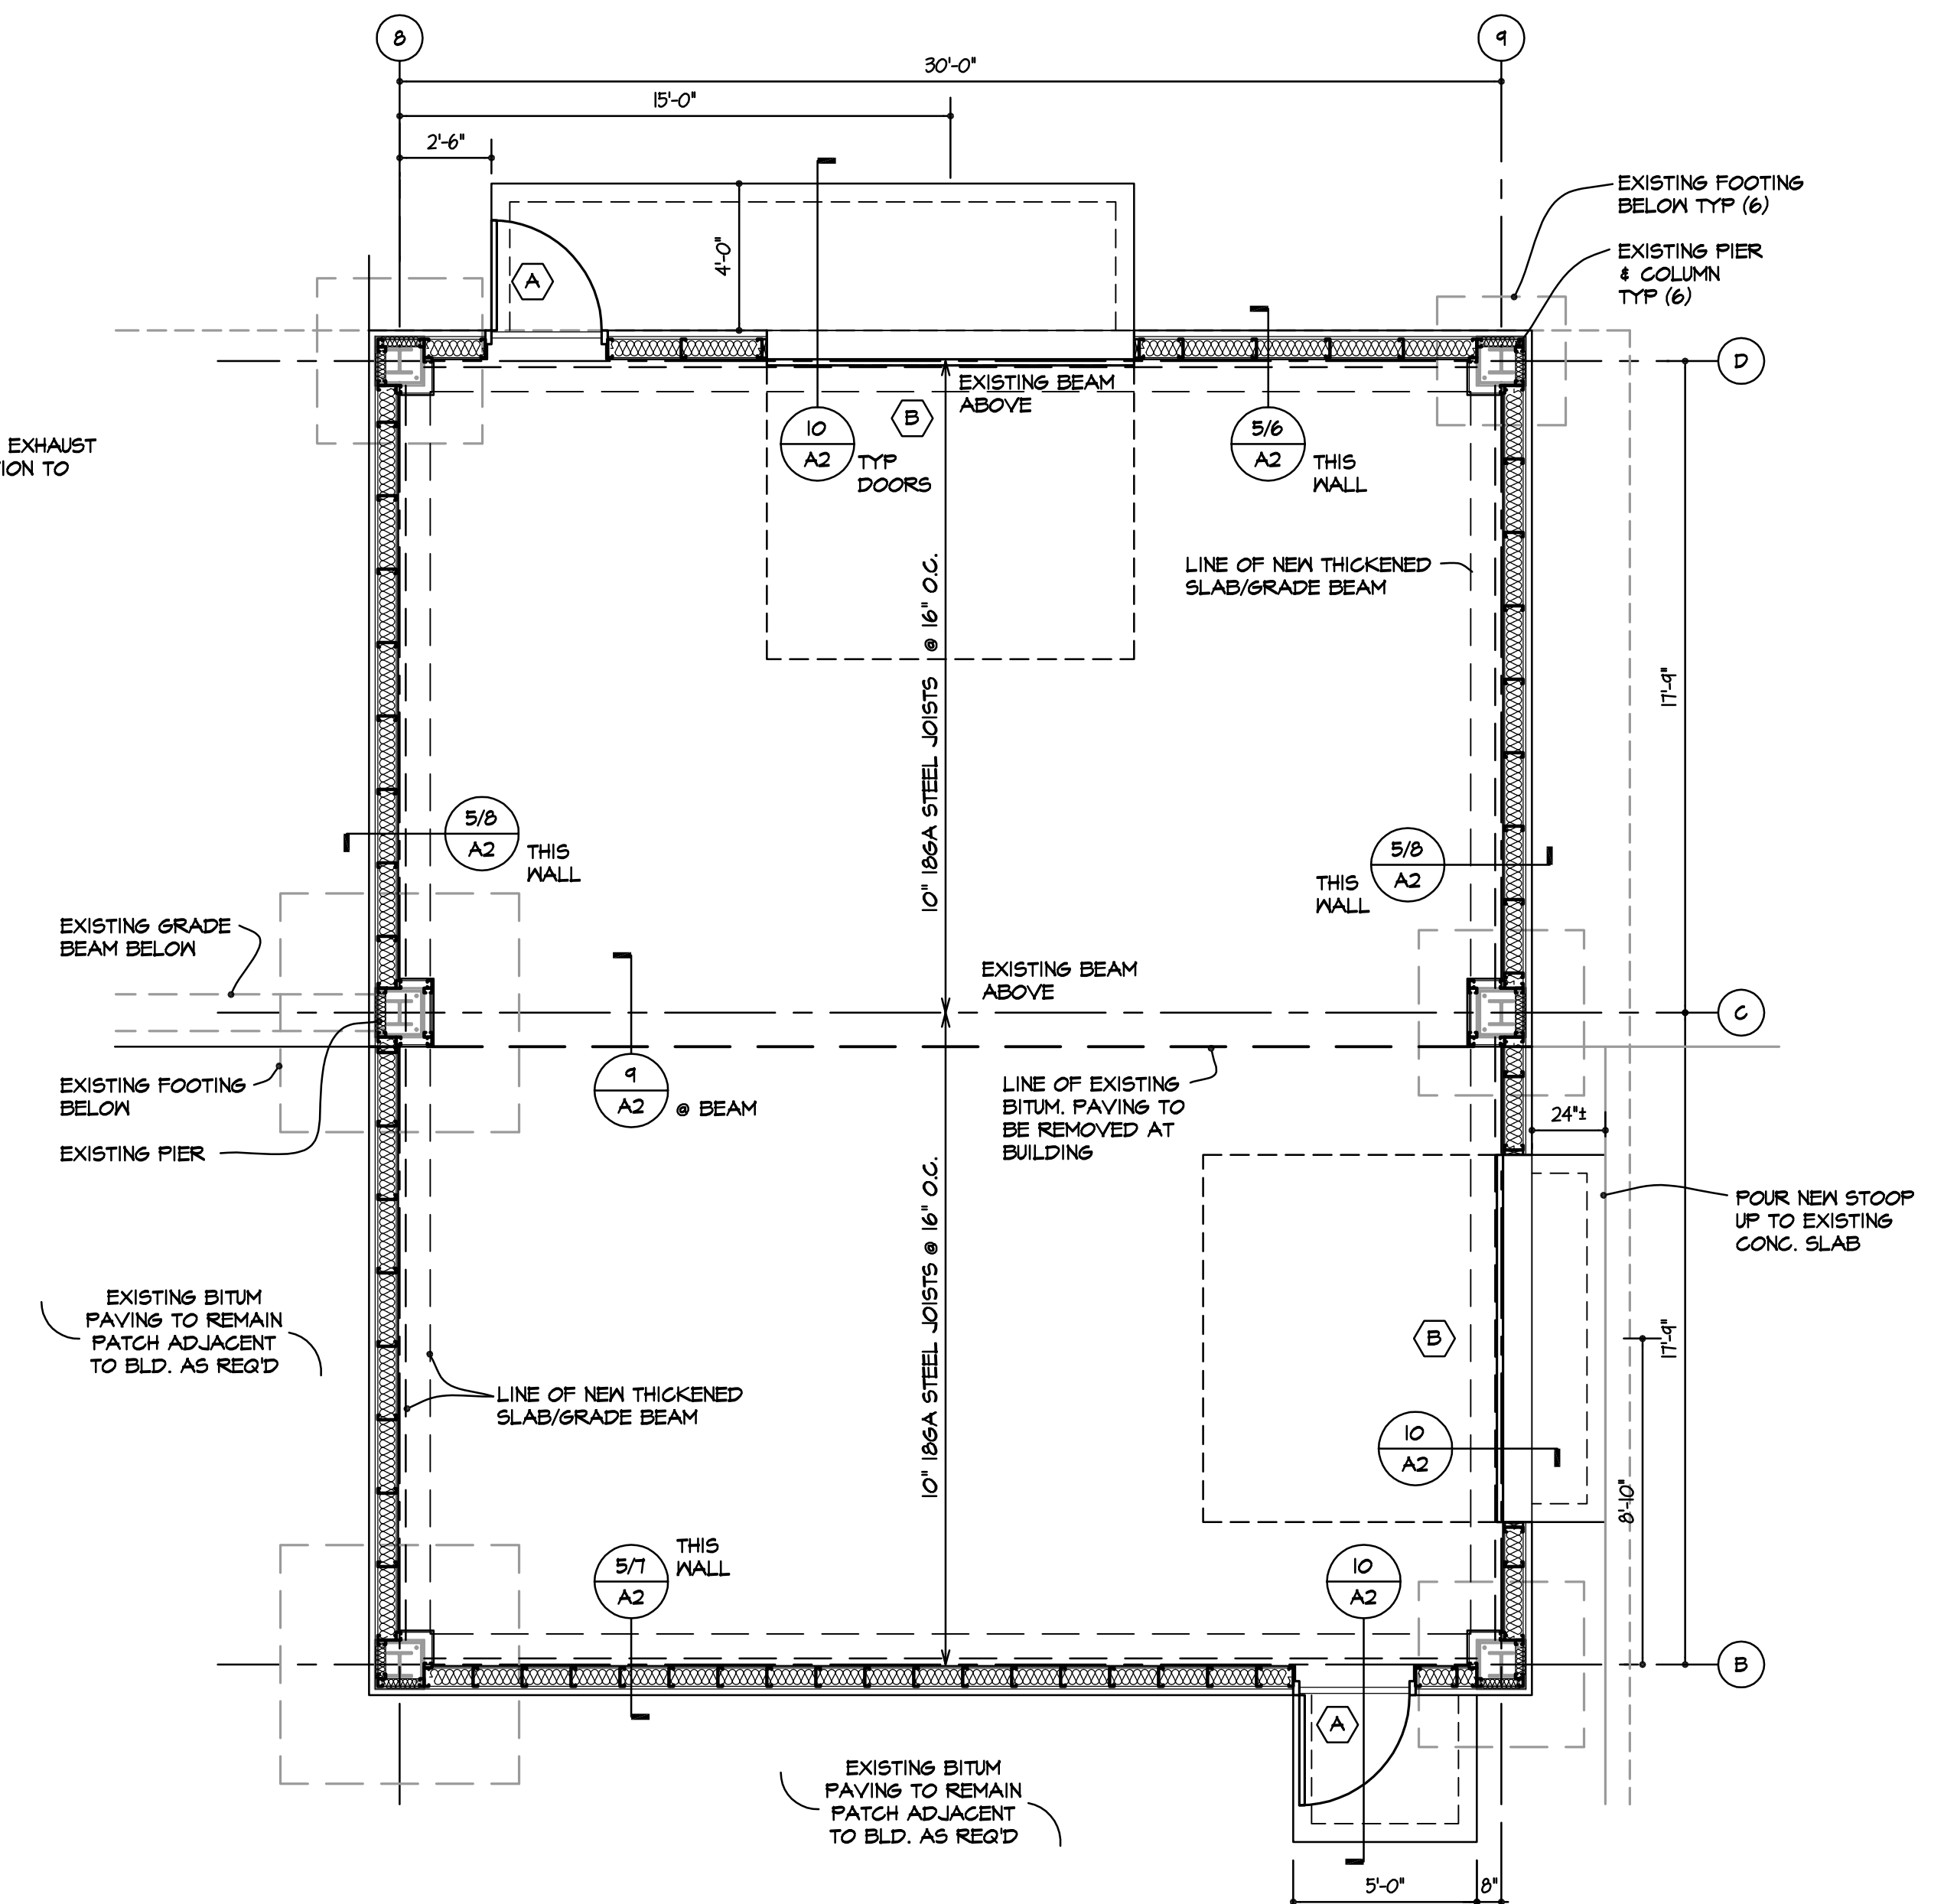 8
9
30'-0"
15'-0"
2'-6"
EXISTING FOOTING
BELOW TYP (6)
EXISTING PIER
& COLUMN
TYP (6)
4'-0"
A
D
EXISTING BEAM
ABOVE
B
10
A2
TYP
DOORS
5/6
A2
THIS
WALL
EXHAUST
TION TO
LINE OF NEW THICKENED
SLAB/GRADE BEAM
10" 18GA STEEL JOISTS @ 16" O.C.
17'-9"
5/8
A2
THIS
WALL
5/8
A2
THIS
WALL
EXISTING GRADE
BEAM BELOW
EXISTING BEAM
ABOVE
C
EXISTING FOOTING
BELOW
EXISTING PIER
9
A2
@ BEAM
LINE OF EXISTING
BITUM. PAVING TO
BE REMOVED AT
BUILDING
24"±
POUR NEW STOOP
UP TO EXISTING
CONC. SLAB
10" 18GA STEEL JOISTS @ 16" O.C.
EXISTING BITUM
PAVING TO REMAIN
PATCH ADJACENT
TO BLD. AS REQ'D
B
17'-9"
LINE OF NEW THICKENED
SLAB/GRADE BEAM
10
A2
8'-10"
5/7
A2
THIS
WALL
10
A2
B
A
EXISTING BITUM
PAVING TO REMAIN
PATCH ADJACENT
TO BLD. AS REQ'D
5'-0"
8"